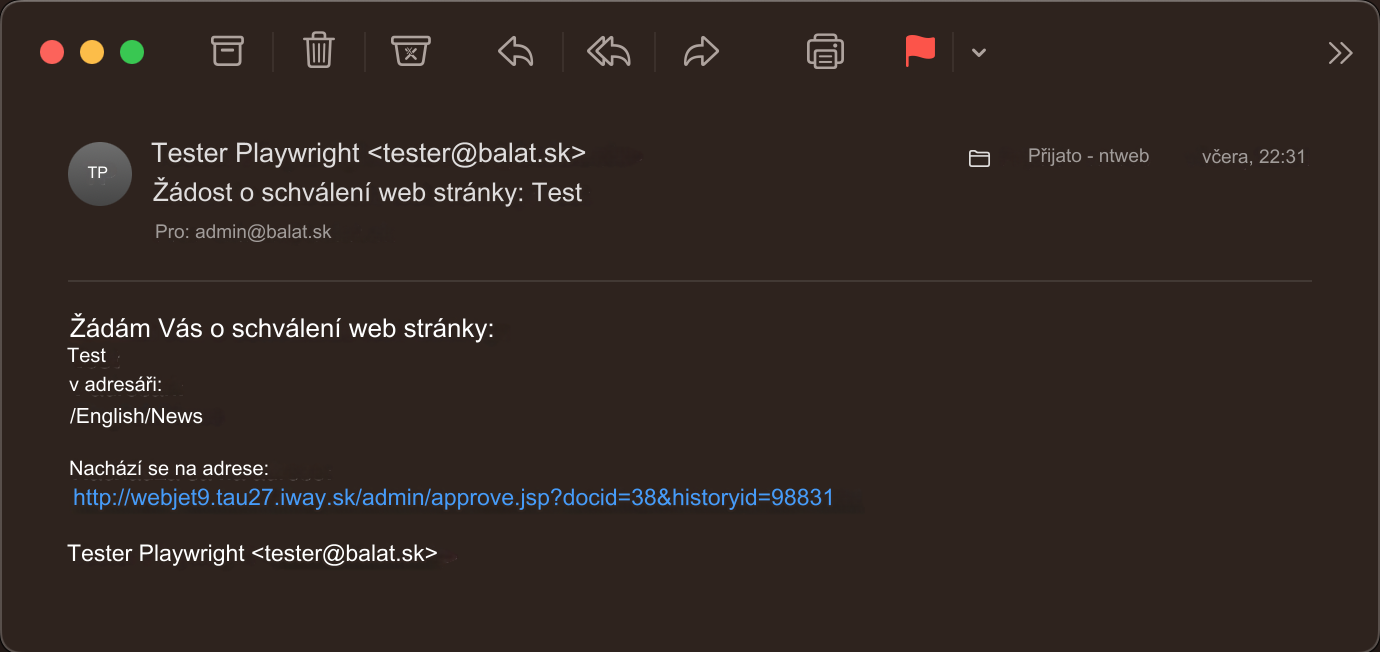 TP
Tester Playwright <tester@balat.sk>
Žádost o schválení web stránky: Test
Pro: admin@balat.sk
Přijato - ntweb
včera, 22:31
Žádám Vás o schválení web stránky:
Test
v adresáři:
/English/News
Nachází se na adrese:
http://webjet9.tau27.iway.sk/admin/approve.jsp?docid=38&historyid=98831
Tester Playwright <tester@balat.sk>